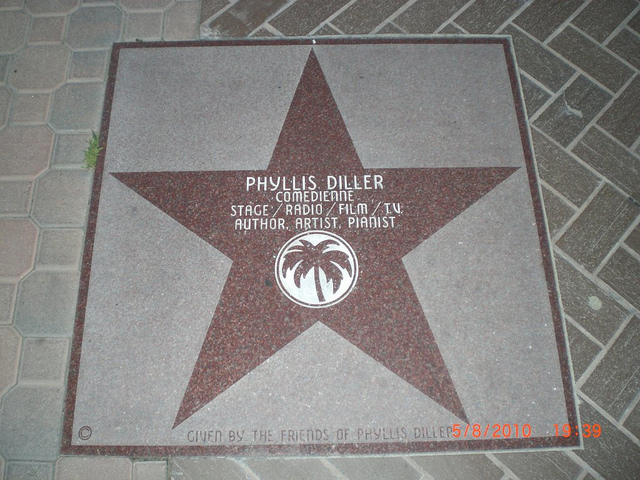 PHYLLIS DILLER
COMEDIENNE
STAGE / RADIO / FILM / T.V.
AUTHOR, ARTIST, PIANIST
©
GIVEN BY THE FRIENDS OF PHYLLIS DILLER
5/8/2010 19:39